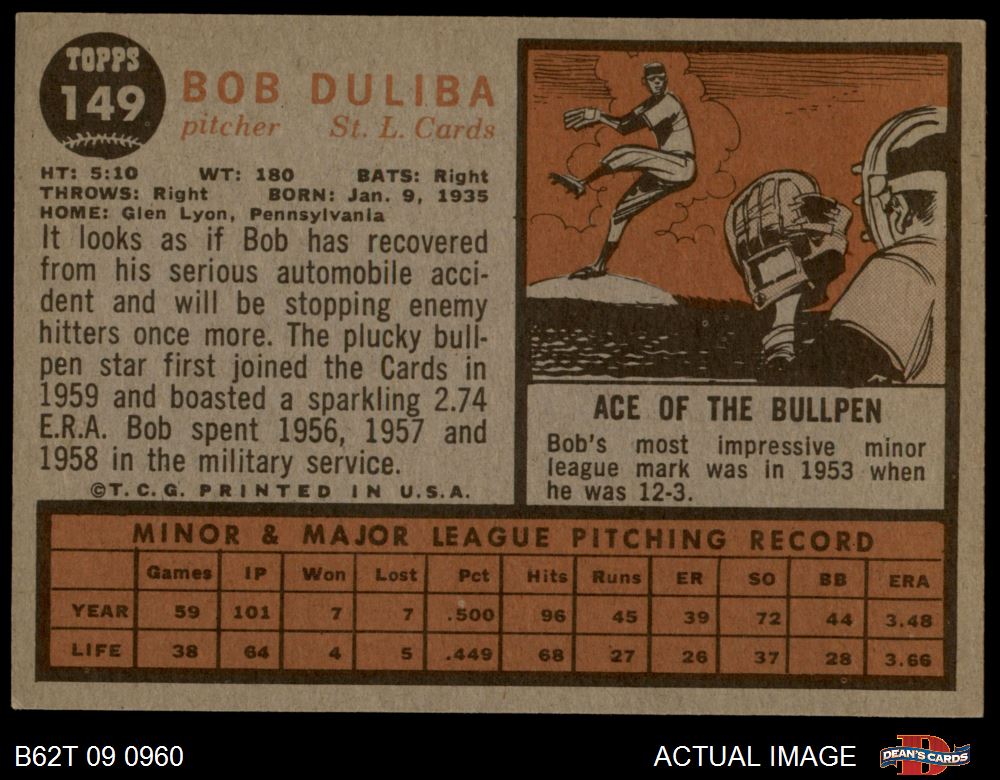 TOPPS
149
BOB DULIBA
pitcher St. L. Cards
HT: 5:10 WT: 180 BATS: Right
THROWS: Right BORN: Jan. 9, 1935
HOME: Glen Lyon, Pennsylvania
It looks as if Bob has recovered
from his serious automobile acci-
dent and will be stopping enemy
hitters once more. The plucky bull-
pen star first joined the Cards in
1959 and boasted a sparkling 2.74
E.R.A. Bob spent 1956, 1957 and
1958 in the military service.
©T.C.G. PRINTED IN U.S.A.
ACE OF THE BULLPEN
Bob's most impressive minor
league mark was in 1953 when
he was 12-3.
MINOR & MAJOR LEAGUE PITCHING RECORD
Games IP Won Lost Pct Hits Runs ER SO BB ERA
YEAR 59 101 7 7 .500 96 45 39 72 44 3.48
LIFE 38 64 4 5 .449 68 27 26 37 28 3.66
B62T 09 0960 ACTUAL IMAGE DEAN'S CARDS